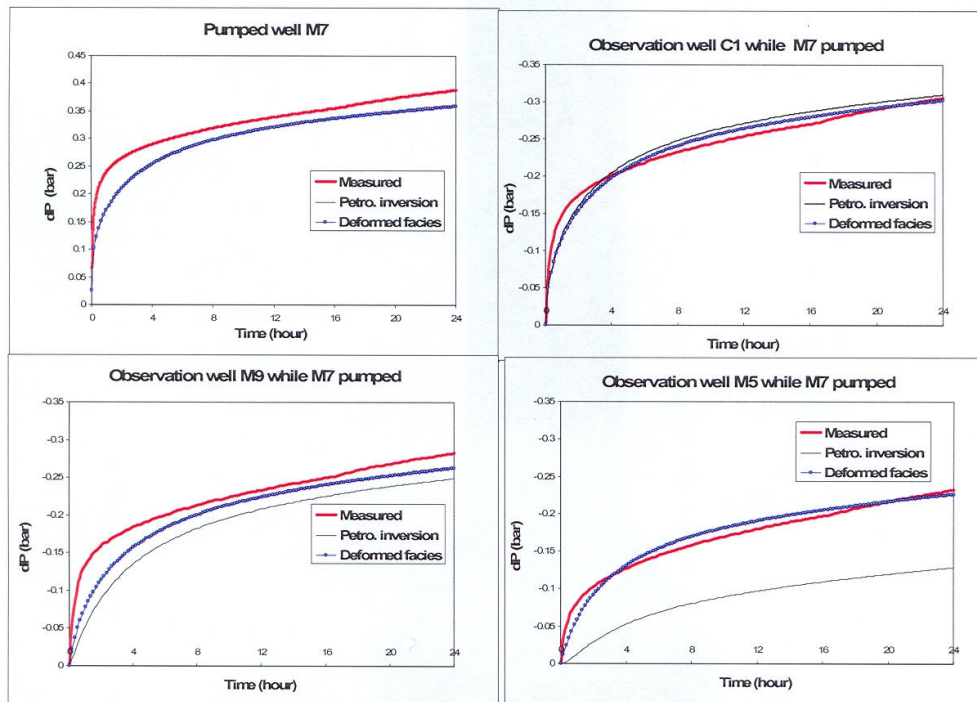 Pumped well M7
0.45
0.4
0.35
0.3
0.25
0.2
0.15
0.1
0.05
0
dP (bar)
Measured
Petro. inversion
Deformed facies
0 4 8 12 16 20 24
Time (hour)
Observation well C1 while M7 pumped
-0.35
-0.3
-0.25
-0.2
-0.15
-0.1
-0.05
0
dP (bar)
Measured
Petro. inversion
Deformed facies
0 4 8 12 16 20 24
Time (hour)
Observation well M9 while M7 pumped
-0.35
-0.3
-0.25
-0.2
-0.15
-0.1
-0.05
0
dP (bar)
Measured
Petro. inversion
Deformed facies
0 4 8 12 16 20 24
Time (hour)
Observation well M5 while M7 pumped
-0.35
-0.3
-0.25
-0.2
-0.15
-0.1
-0.05
0
dP (bar)
Measured
Petro. inversion
Deformed facies
0 4 8 12 16 20 24
Time (hour)